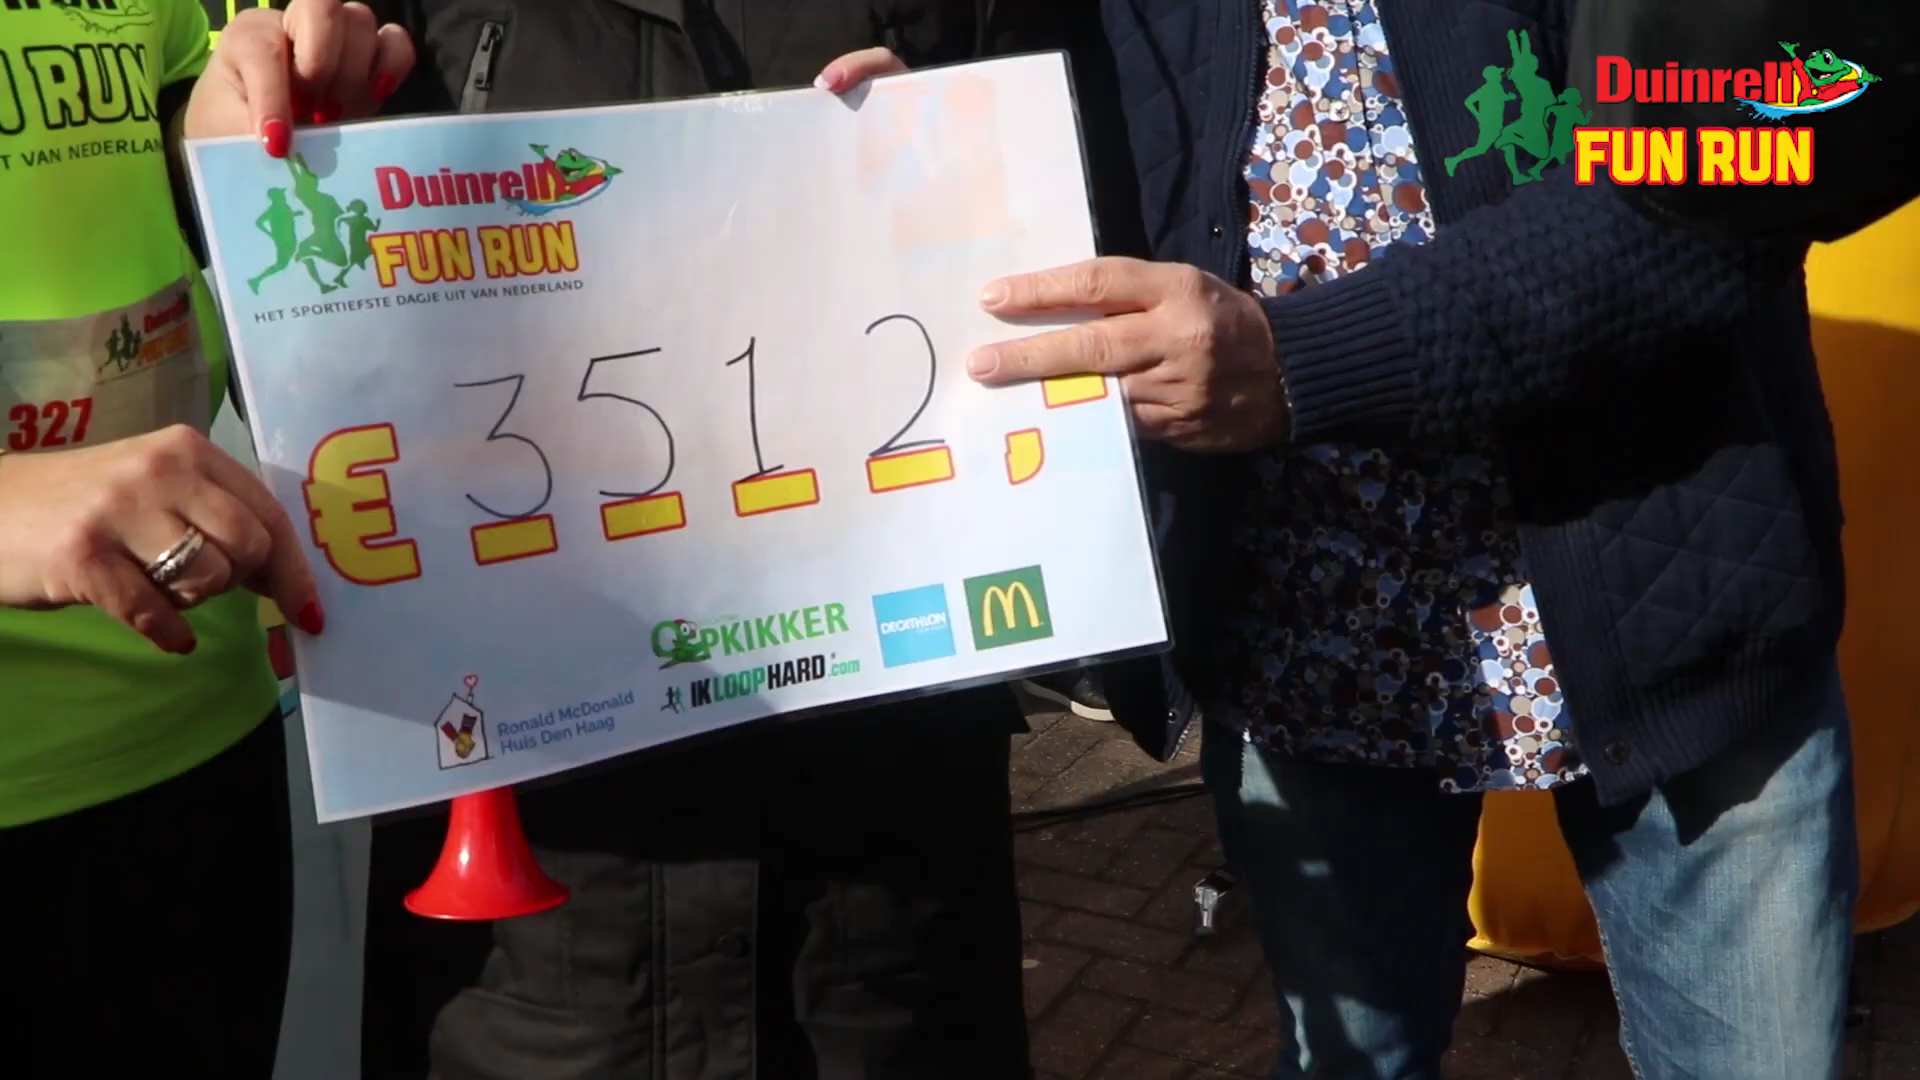 RUN
T VAN NEDERLAN
327
Duinrell
FUN RUN
HET SPORTIEFSTE DAGJE UIT VAN NEDERLAND
€ 3512,-
OPKIKKER
IKLOOPHARD.com
DECATHLON
Ronald McDonald
Huis Den Haag
Duinrell
FUN RUN